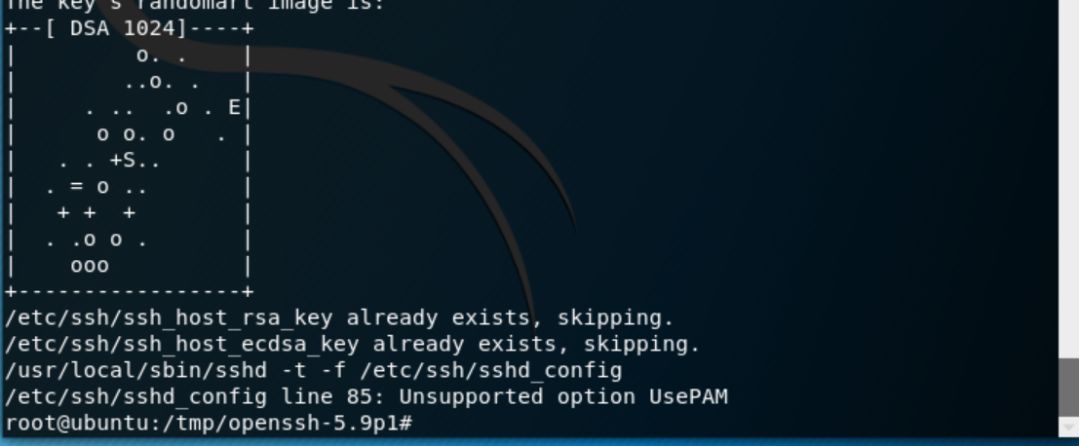 The key's randomart image is:
+--[ DSA 1024]----+
|         o. .    |
|        ..o. .   |
|     . ..  .o . E|
|      o o. o   . |
|   . . +S..      |
|  . = o ..       |
|   + +  +        |
|  . .o o .       |
|    ooo          |
+-----------------+
/etc/ssh/ssh_host_rsa_key already exists, skipping.
/etc/ssh/ssh_host_ecdsa_key already exists, skipping.
/usr/local/sbin/sshd -t -f /etc/ssh/sshd_config
/etc/ssh/sshd_config line 85: Unsupported option UsePAM
root@ubuntu:/tmp/openssh-5.9p1#